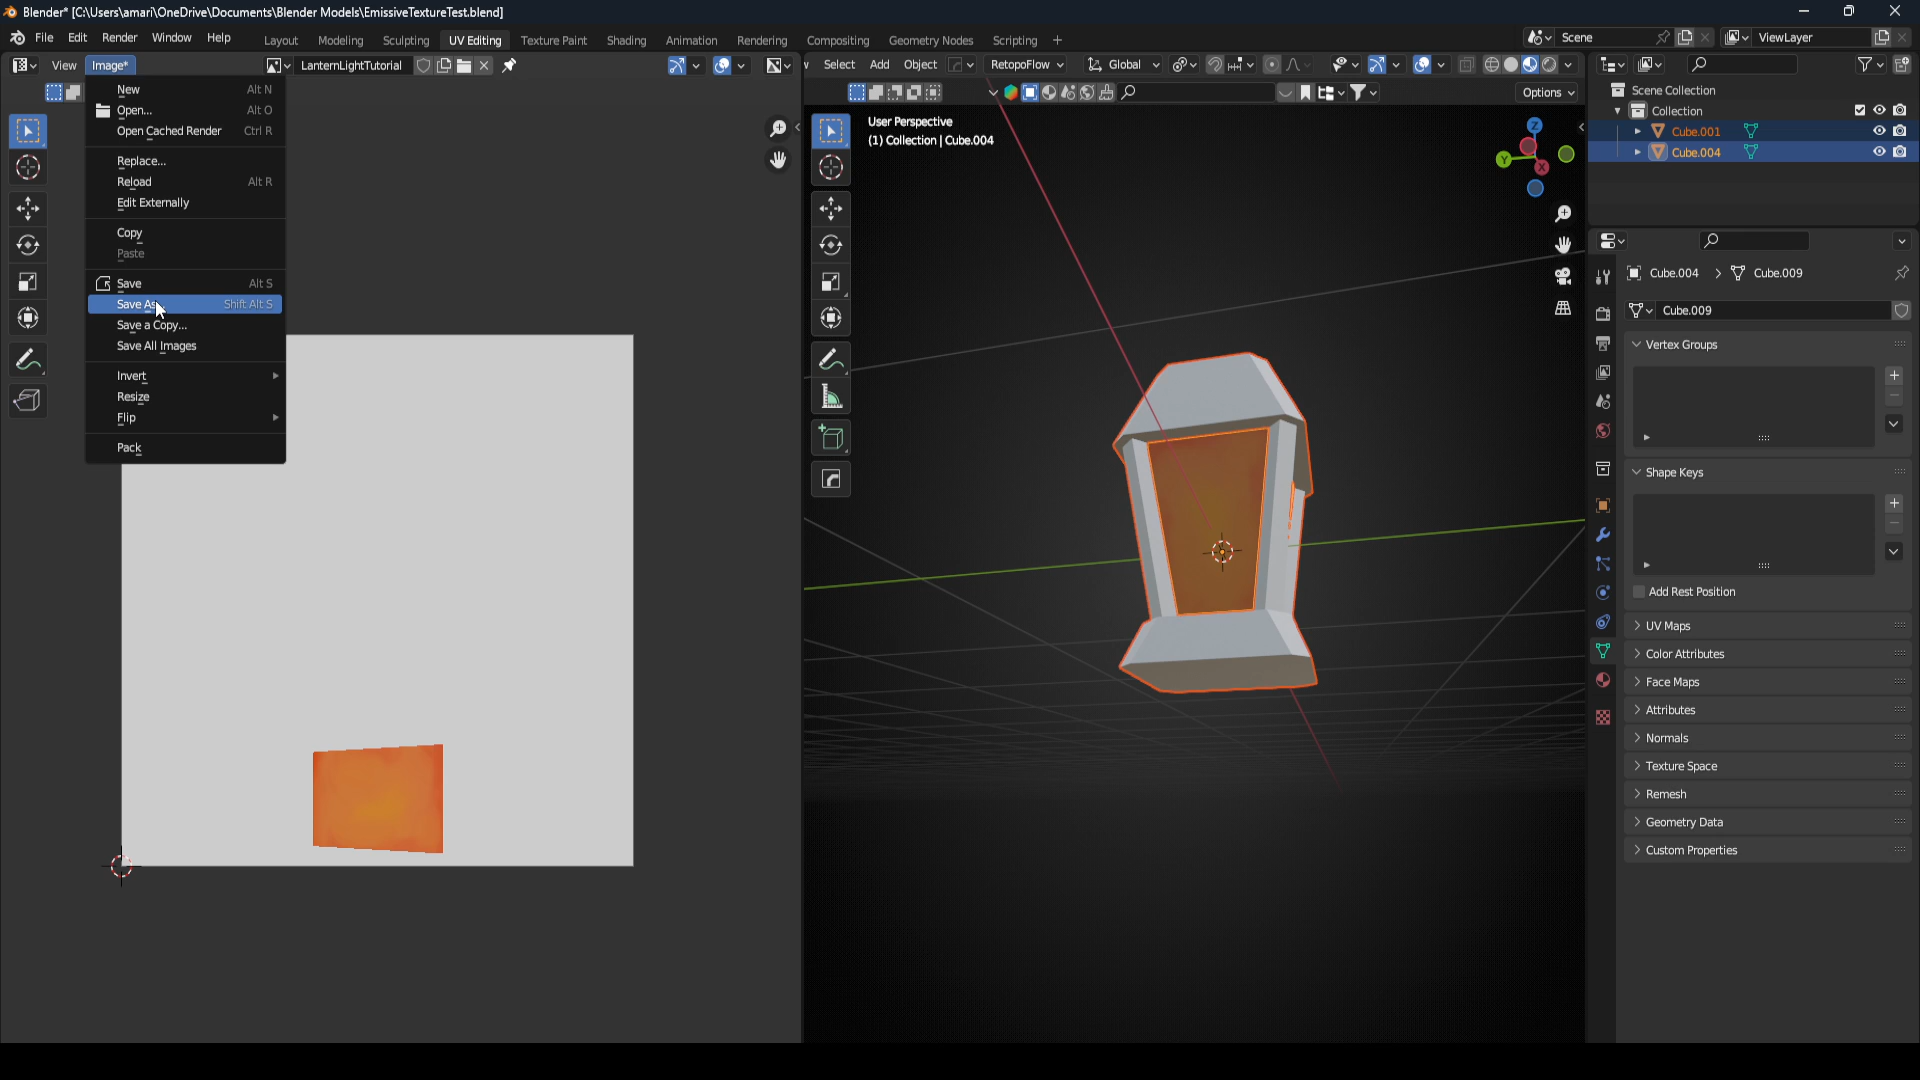 Blender* [C:\Users\amari\OneDrive\Documents\Blender Models\EmissiveTextureTest.blend]
File Edit Render Window Help Layout Modeling Sculpting UV Editing Texture Paint Shading Animation Rendering Compositing Geometry Nodes Scripting + Scene ViewLayer
View Image* LanternLightTutorial Select Add Object RetopoFlow Global
Options
New Alt N
Open... Alt O
Open Cached Render Ctrl R
Replace...
Reload Alt R
Edit Externally
Copy
Paste
Save Alt S
Save As Shift Alt S
Save a Copy...
Save All Images
Invert
Resize
Flip
Pack
User Perspective
(1) Collection | Cube.004
Z
Y
X
Scene Collection
Collection
Cube.001
Cube.004
Cube.004 > Cube.009
Cube.009
Vertex Groups
Shape Keys
Add Rest Position
UV Maps
Color Attributes
Face Maps
Attributes
Normals
Texture Space
Remesh
Geometry Data
Custom Properties